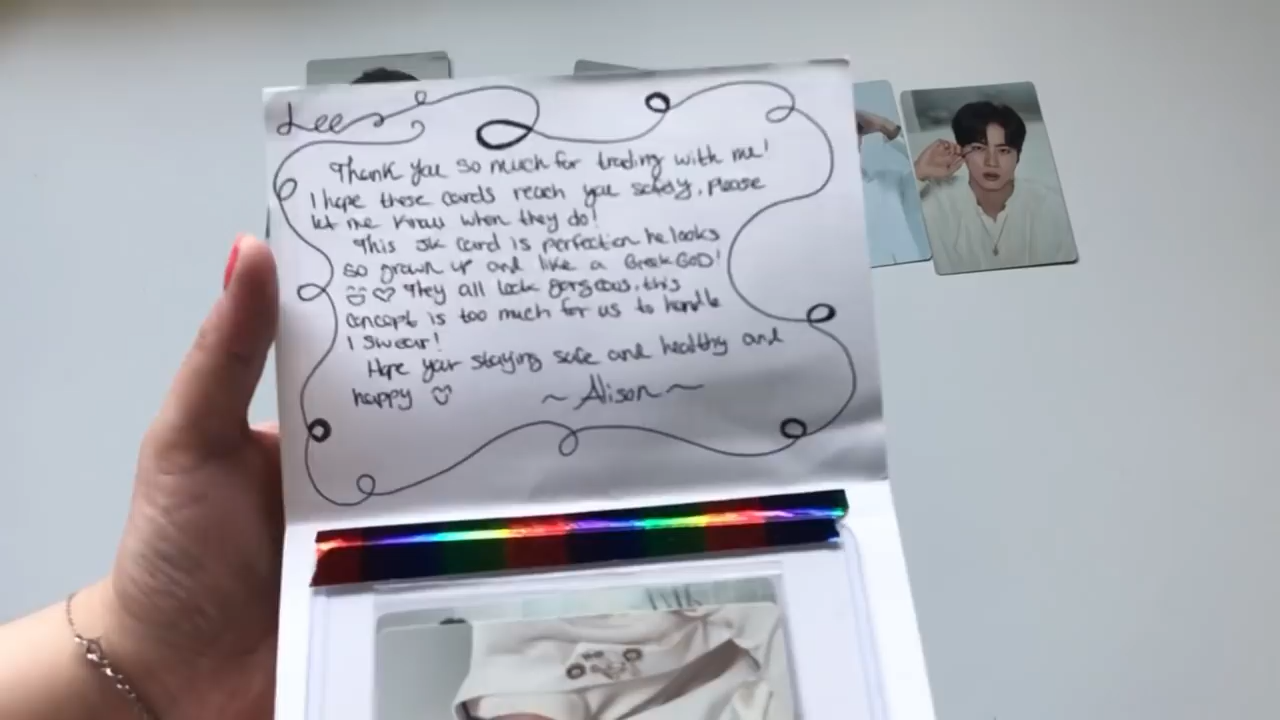 Lee
Thank you so much for trading with me!
I hope these cards reach you safely, please
let me know when they do!
This JK card is perfection he looks
so grown up and like a Greek GOD!
They all look gorgeous, this
concept is too much for us to handle
I swear!
Hope your staying safe and healthy and
happy
~Alison~